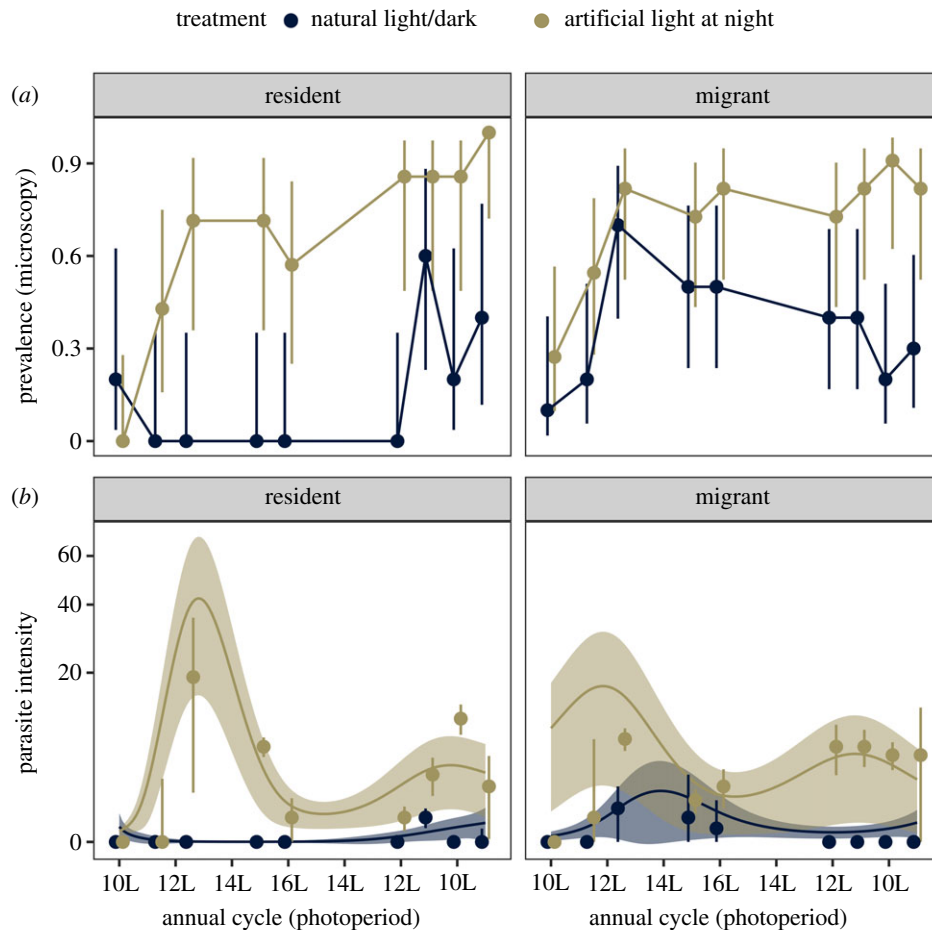 treatment natural light/dark artificial light at night
(a) resident migrant
prevalence (microscopy)
0.9
0.6
0.3
0
(b) resident migrant
parasite intensity
60
40
20
0
10L 12L 14L 16L 14L 12L 10L 10L 12L 14L 16L 14L 12L 10L
annual cycle (photoperiod) annual cycle (photoperiod)